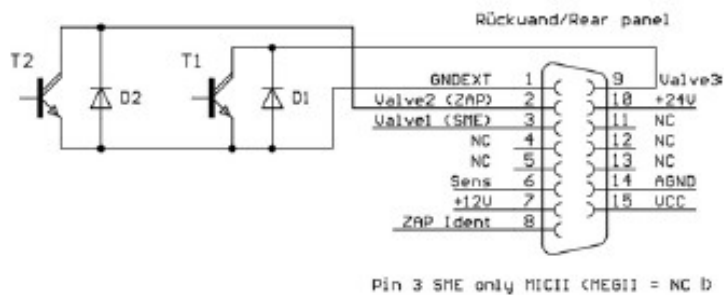 Rückwand/Rear panel
T2
T1
D2
D1
GNDEXT 1 9 Valve3
Valve2 (ZAP) 2 10 +24V
Valve1 (SME) 3 11 NC
NC 4 12 NC
NC 5 13 NC
Sens 6 14 AGND
+12V 7 15 VCC
ZAP Ident 8
Pin 3 SME only MICII (MEGII = NC )